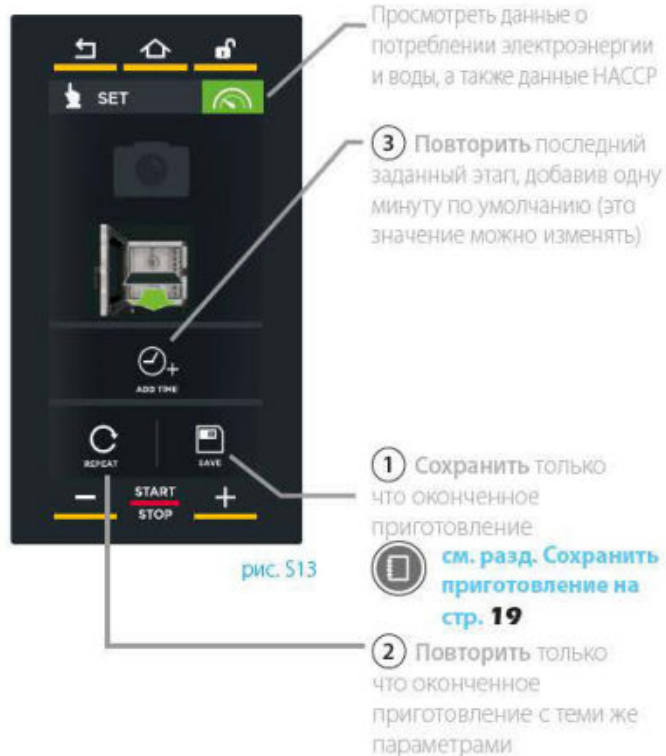 Просмотреть данные о
потреблении электроэнергии
и воды, а также данные HACCP
SET
3 Повторить последний
заданный этап, добавив одну
минуту по умолчанию (это
значение можно изменять)
ADD TIME
REPEAT
SAVE
START
STOP
рис. S13
1 Сохранить только
что оконченное
приготовление
см. разд. Сохранить
приготовление на
стр. 19
2 Повторить только
что оконченное
приготовление с теми же
параметрами